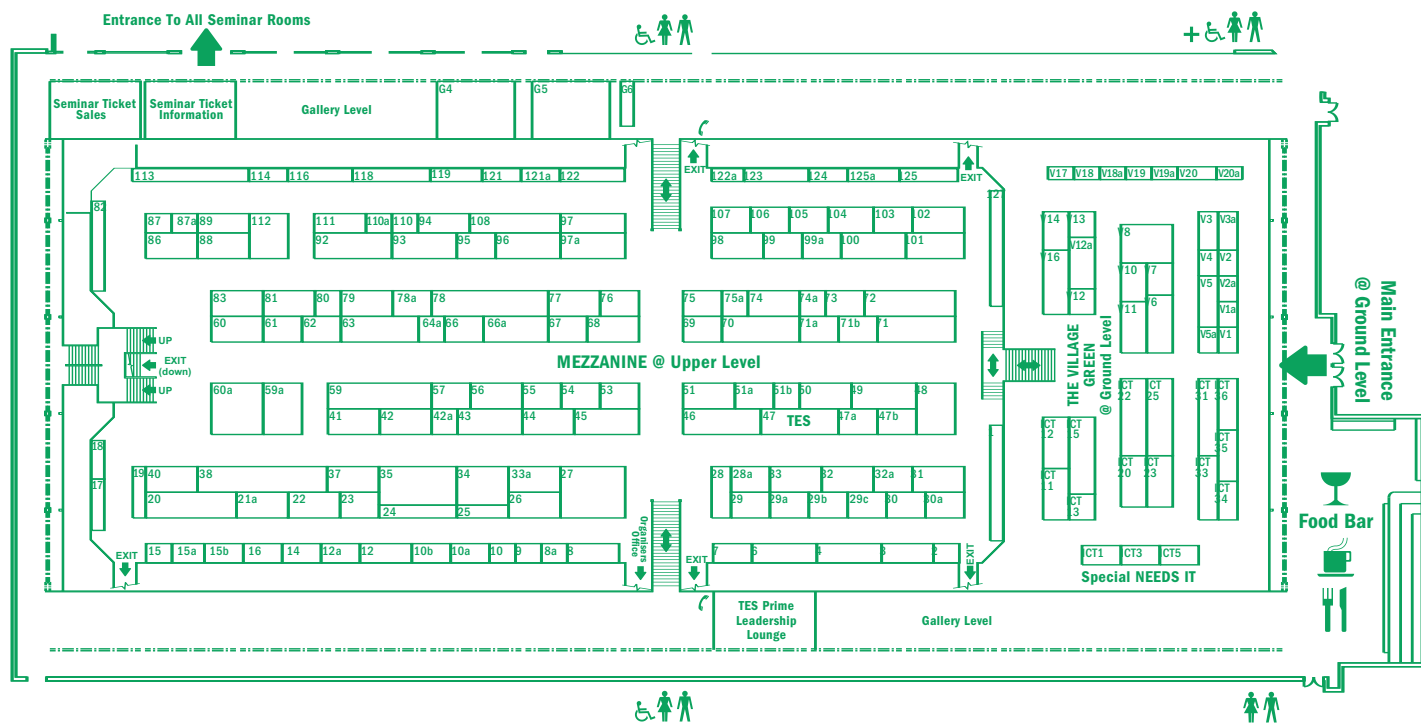 Entrance To All Seminar Rooms
+
Seminar Ticket
Sales
Seminar Ticket
Information
Gallery Level
G4
G5
G6
EXIT
EXIT
113 114 116 118 119 121 121a 122
122a 123 124 125a 125
V17 V18 V18a V19 V19a V20 V20a
82
87 87a 89 112
86 88
111 110a 110 94 108 97
92 93 95 96 97a
107 106 105 104 103 102
98 99 99a 100 101
V14 V13
V16 V12a
V12
V8
V10 V7
V11 V6
V3 V3a
V4 V2
V5 V2a
V1a
V5a V1
83 81 80 79 78a 78 77 76
60 61 62 63 64a 66 66a 67 68
75 75a 74 74a 73 72
69 70 71a 71b 71
UP
EXIT
(down)
UP
MEZZANINE @ Upper Level
THE VILLAGE
GREEN
@ Ground Level
Main Entrance
@ Ground Level
60a 59a
59 57 56 55 54 53
41 42 42a 43 44 45
51 51a 51b 50 49 48
46 47 TES 47a 47b
ICT
22
ICT
25
ICT
31
ICT
36
ICT
12
ICT
15
ICT
35
ICT
11
ICT
13
ICT
20
ICT
23
ICT
33
ICT
34
18
17
19 40 38 37 35 34 33a 27
20 21a 22 23 24 25 26
28 28a 33 32 32a 31
29 29a 29b 29c 30 30a
Food Bar
EXIT
15 15a 15b 16 14 12a 12 10b 10a 10 9 8a 8
Organisers
Office
EXIT
7 6 4 3 2
EXIT
ICT1 ICT3 ICT5
Special NEEDS IT
TES Prime
Leadership
Lounge
Gallery Level